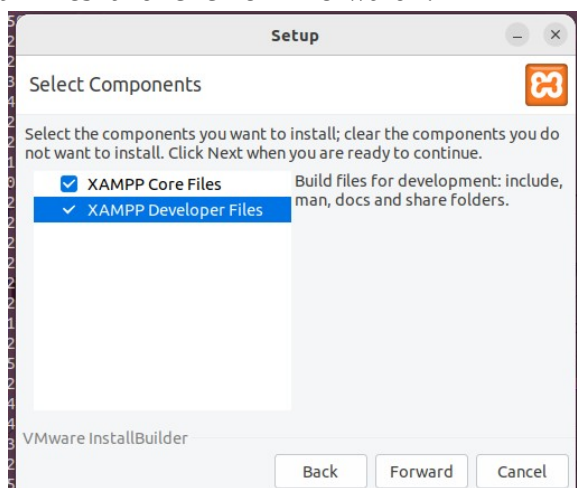 Setup
Select Components
Select the components you want to install; clear the components you do
not want to install. Click Next when you are ready to continue.
XAMPP Core Files
XAMPP Developer Files
Build files for development: include,
man, docs and share folders.
VMware InstallBuilder
Back
Forward
Cancel